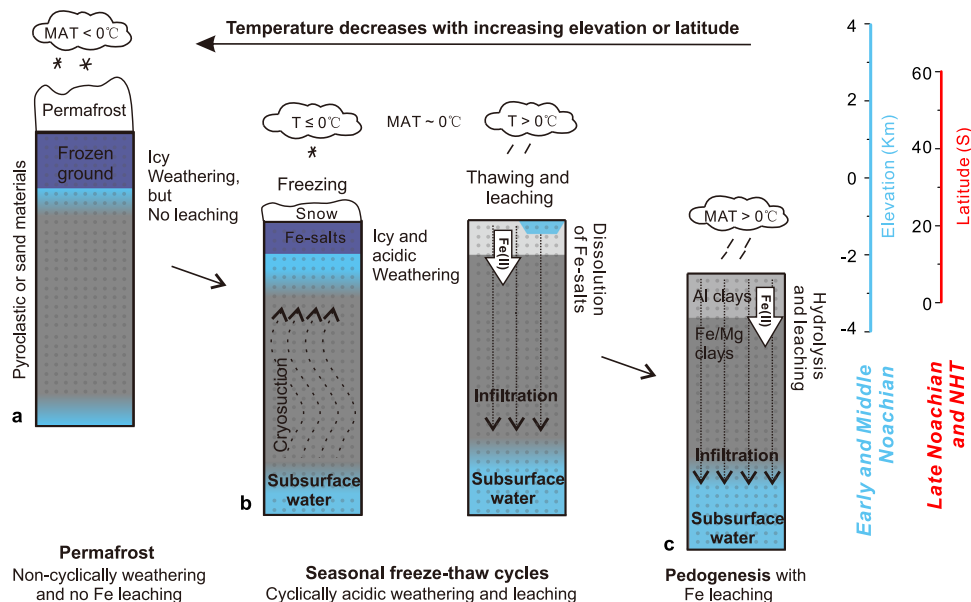 Temperature decreases with increasing elevation or latitude
MAT < 0℃
Permafrost
Frozen
ground
Icy
Weathering,
but
No leaching
Pyroclastic or sand materials
a
T ≤ 0℃
MAT ~ 0℃
T > 0℃
Freezing
Snow
Fe-salts
Icy and
acidic
Weathering
Cryosuction
Subsurface
water
b
Thawing and
leaching
Fe(II)
Dissolution
of Fe-salts
Infiltration
Subsurface
water
MAT > 0℃
Al clays
Fe(II)
Fe/Mg
clays
Hydrolysis
and leaching
Infiltration
Subsurface
water
c
4
2
0
-2
-4
Elevation (Km)
Early and Middle
Noachian
60
40
20
0
Latitude (S)
Late Noachian
and NHT
Permafrost
Non-cyclically weathering
and no Fe leaching
Seasonal freeze-thaw cycles
Cyclically acidic weathering and leaching
Pedogenesis with
Fe leaching